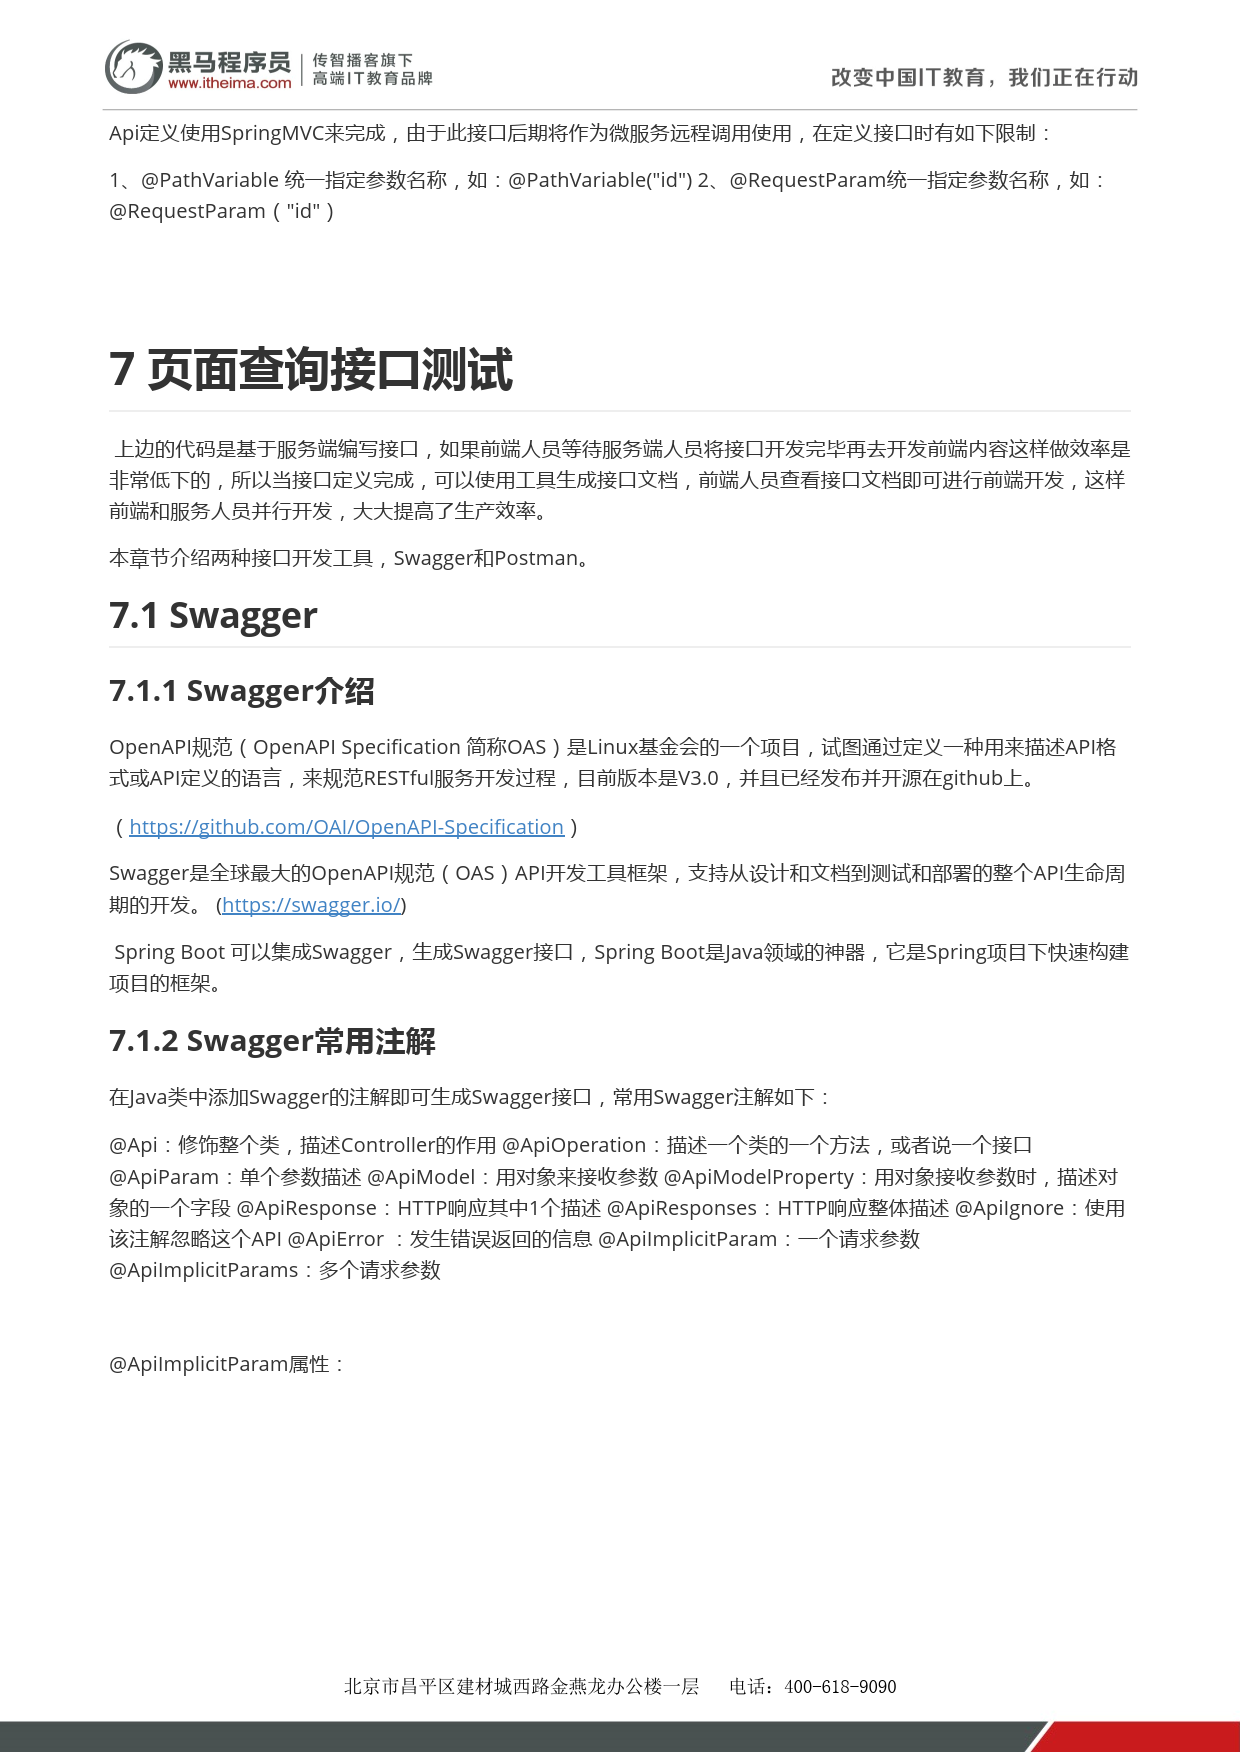 黑马程序员
www.itheima.com
传智播客旗下
高端IT教育品牌
改变中国IT教育，我们正在行动
Api定义使用SpringMVC来完成，由于此接口后期将作为微服务远程调用使用，在定义接口时有如下限制：
1、@PathVariable 统一指定参数名称，如：@PathVariable("id") 2、@RequestParam统一指定参数名称，如：
@RequestParam（"id"）
7 页面查询接口测试
上边的代码是基于服务端编写接口，如果前端人员等待服务端人员将接口开发完毕再去开发前端内容这样做效率是
非常低下的，所以当接口定义完成，可以使用工具生成接口文档，前端人员查看接口文档即可进行前端开发，这样
前端和服务人员并行开发，大大提高了生产效率。
本章节介绍两种接口开发工具，Swagger和Postman。
7.1 Swagger
7.1.1 Swagger介绍
OpenAPI规范（OpenAPI Specification 简称OAS）是Linux基金会的一个项目，试图通过定义一种用来描述API格
式或API定义的语言，来规范RESTful服务开发过程，目前版本是V3.0，并且已经发布并开源在github上。
（https://github.com/OAI/OpenAPI-Specification）
Swagger是全球最大的OpenAPI规范（OAS）API开发工具框架，支持从设计和文档到测试和部署的整个API生命周
期的开发。 (https://swagger.io/)
Spring Boot 可以集成Swagger，生成Swagger接口，Spring Boot是Java领域的神器，它是Spring项目下快速构建
项目的框架。
7.1.2 Swagger常用注解
在Java类中添加Swagger的注解即可生成Swagger接口，常用Swagger注解如下：
@Api：修饰整个类，描述Controller的作用 @ApiOperation：描述一个类的一个方法，或者说一个接口
@ApiParam：单个参数描述 @ApiModel：用对象来接收参数 @ApiModelProperty：用对象接收参数时，描述对
象的一个字段 @ApiResponse：HTTP响应其中1个描述 @ApiResponses：HTTP响应整体描述 @ApiIgnore：使用
该注解忽略这个API @ApiError ：发生错误返回的信息 @ApiImplicitParam：一个请求参数
@ApiImplicitParams：多个请求参数
@ApiImplicitParam属性：
北京市昌平区建材城西路金燕龙办公楼一层 电话：400-618-9090